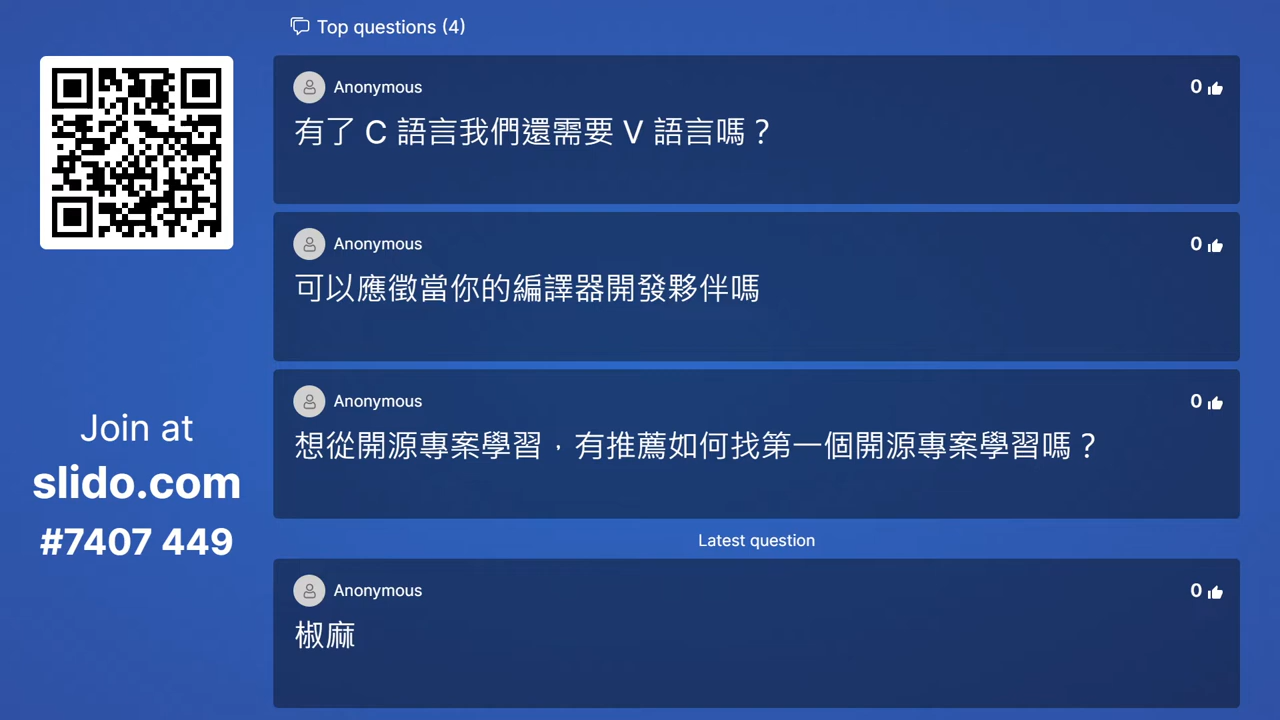 Top questions (4)
Anonymous
0
有了 C 語言我們還需要 V 語言嗎？
Anonymous
0
可以應徵當你的編譯器開發夥伴嗎
Anonymous
0
想從開源專案學習，有推薦如何找第一個開源專案學習嗎？
Latest question
Anonymous
0
椒麻
Join at
slido.com
#7407 449